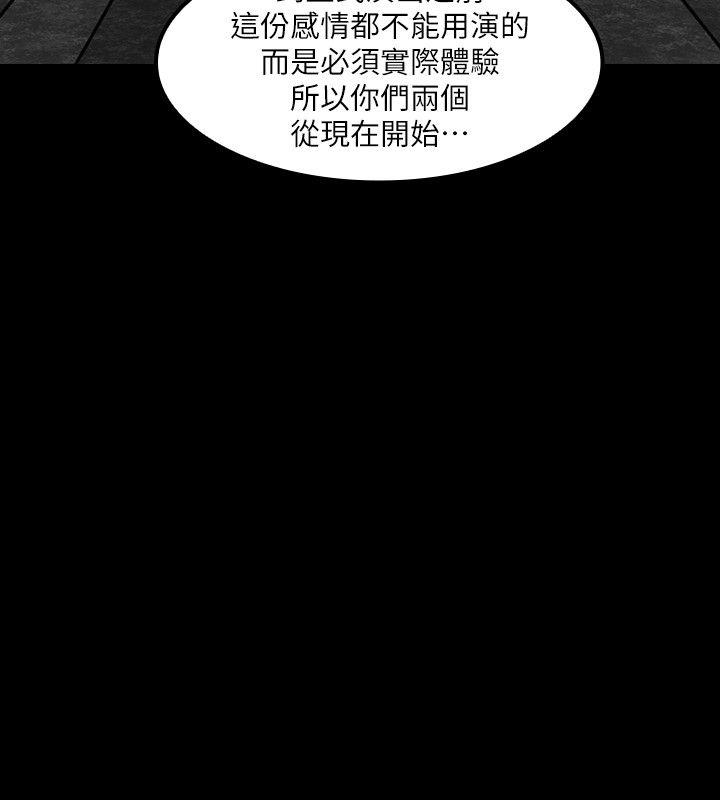 這份感情都不能用演的
而是必須實際體驗
所以你們兩個
從現在開始⋯